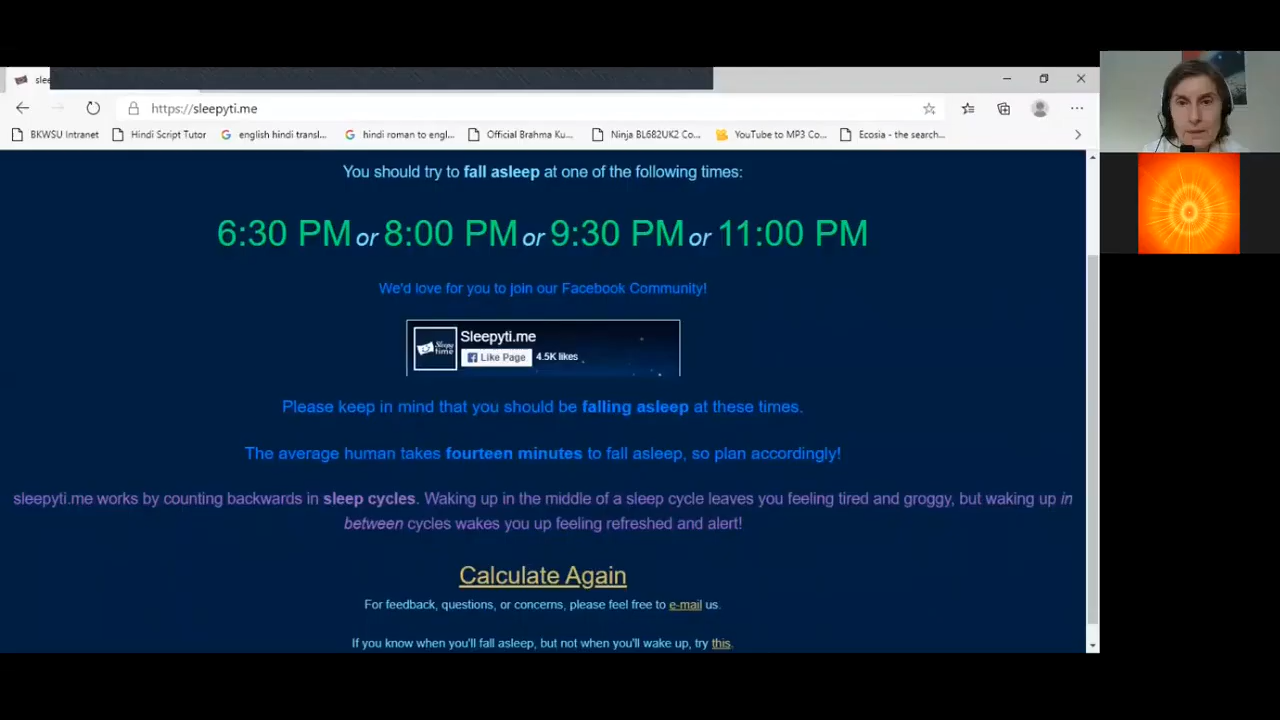 slee
https://sleepyti.me
BKWSU Intranet Hindi Script Tutor english hindi transl... hindi roman to engl... Official Brahma Ku... Ninja BL682UK2 Co... YouTube to MP3 Co... Ecosia - the search...
You should try to fall asleep at one of the following times:
6:30 PM or 8:00 PM or 9:30 PM or 11:00 PM
We'd love for you to join our Facebook Community!
Sleepy time
Sleepyti.me
Like Page 4.5K likes
Please keep in mind that you should be falling asleep at these times.
The average human takes fourteen minutes to fall asleep, so plan accordingly!
sleepyti.me works by counting backwards in sleep cycles. Waking up in the middle of a sleep cycle leaves you feeling tired and groggy, but waking up in
between cycles wakes you up feeling refreshed and alert!
Calculate Again
For feedback, questions, or concerns, please feel free to e-mail us.
If you know when you'll fall asleep, but not when you'll wake up, try this.